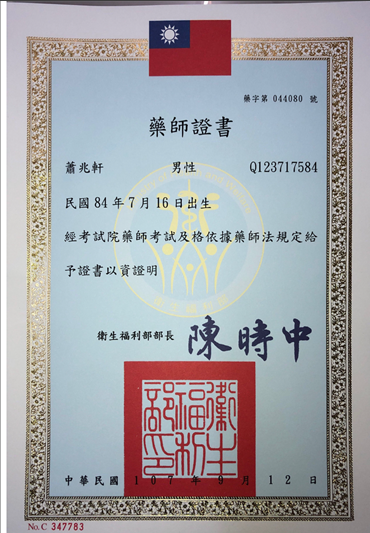 藥字第 044080 號
藥師證書
蕭兆軒 男性 Q123717584
民國 84 年 7 月 16 日出生
經考試院藥師考試及格依據藥師法規定給
予證書以資證明
衛生福利部部長 陳時中
衛生福利部印
中華民國 107 年 9 月 12 日
No. C 347783